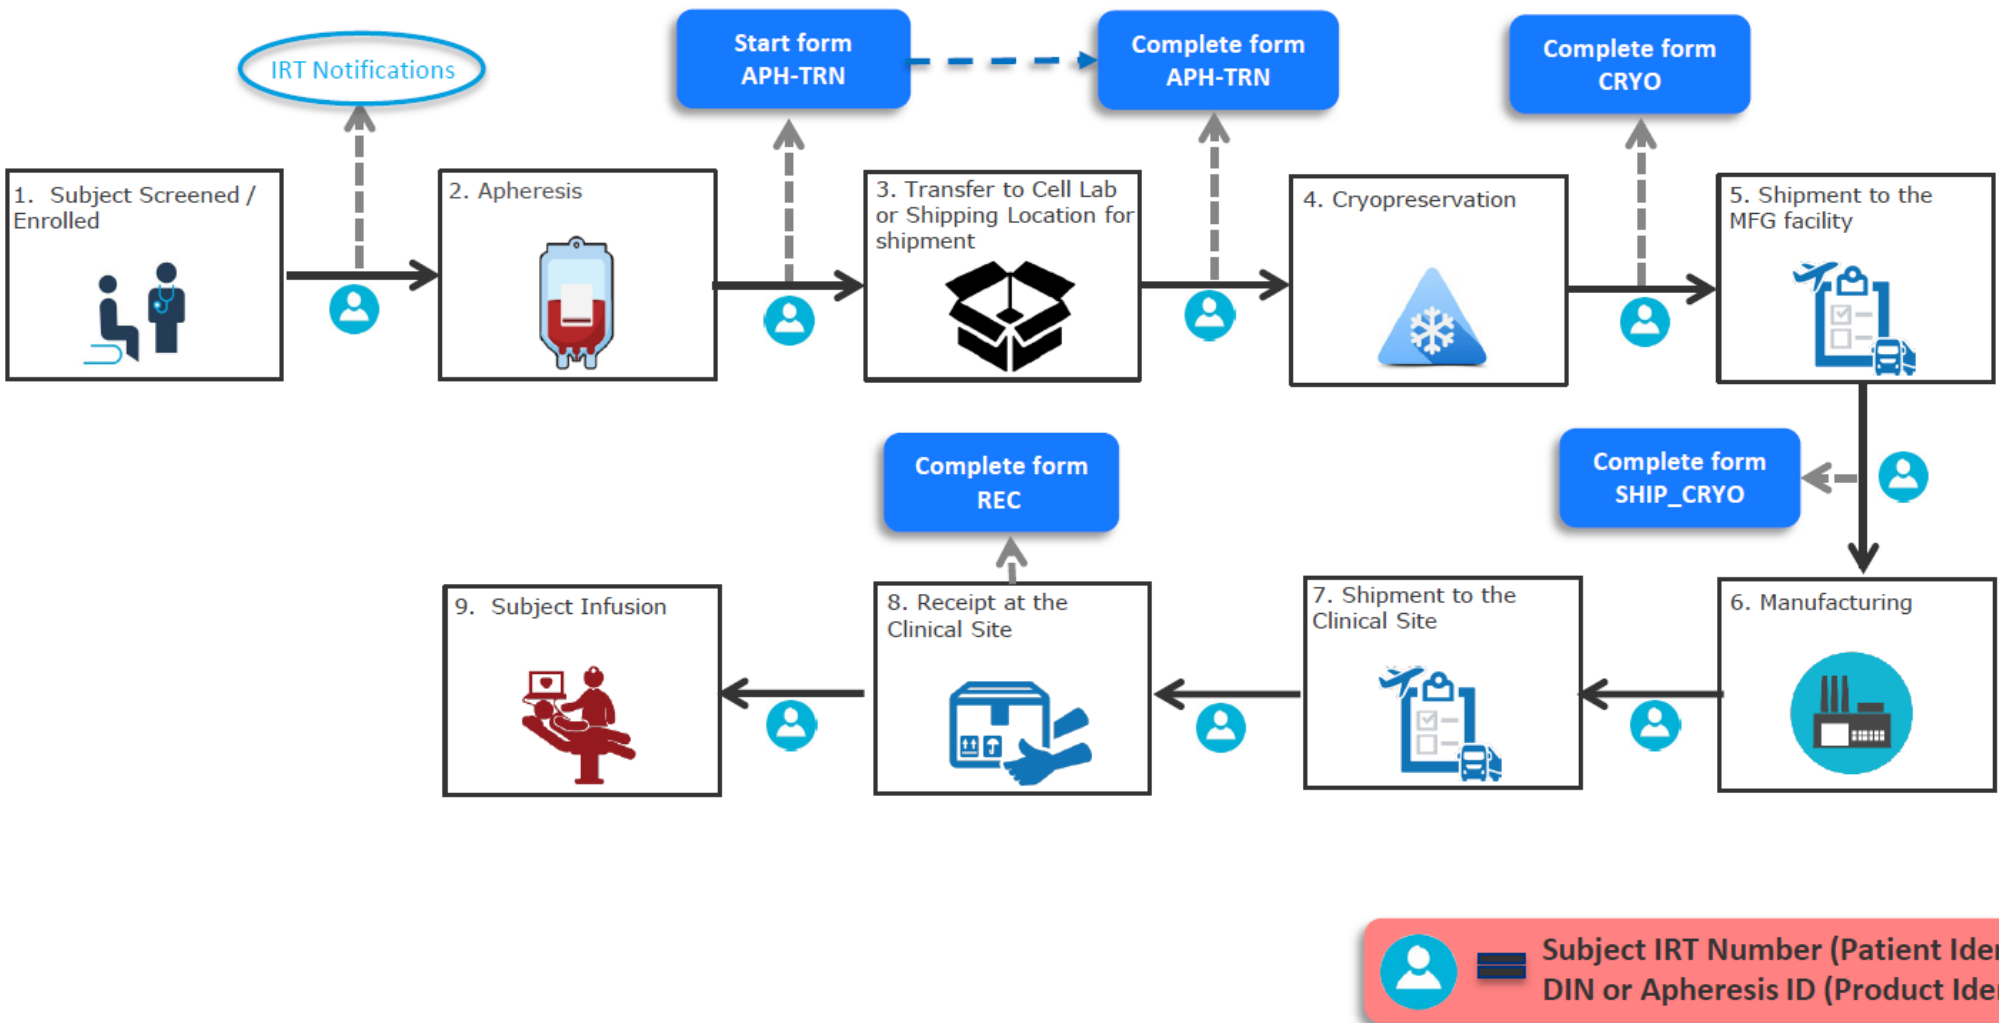 IRT Notifications
Start form
APH-TRN
Complete form
APH-TRN
Complete form
CRYO
1. Subject Screened /
Enrolled
2. Apheresis
3. Transfer to Cell Lab
or Shipping Location for
shipment
4. Cryopreservation
5. Shipment to the
MFG facility
Complete form
REC
Complete form
SHIP_CRYO
9. Subject Infusion
8. Receipt at the
Clinical Site
7. Shipment to the
Clinical Site
6. Manufacturing
Subject IRT Number (Patient
DIN or Apheresis ID (Product